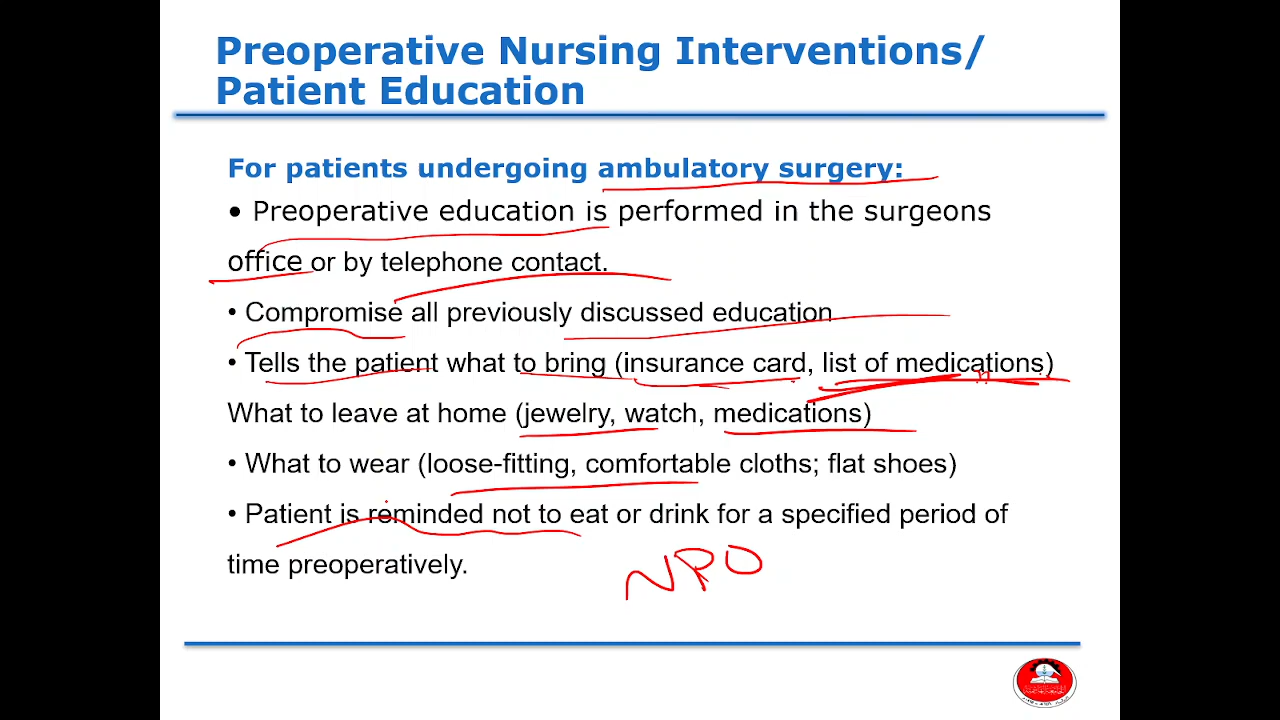 Preoperative Nursing Interventions/
Patient Education
For patients undergoing ambulatory surgery:
• Preoperative education is performed in the surgeons
office or by telephone contact.
• Compromise all previously discussed education
• Tells the patient what to bring (insurance card, list of medications)
What to leave at home (jewelry, watch, medications)
• What to wear (loose-fitting, comfortable cloths; flat shoes)
• Patient is reminded not to eat or drink for a specified period of
time preoperatively.
NPO